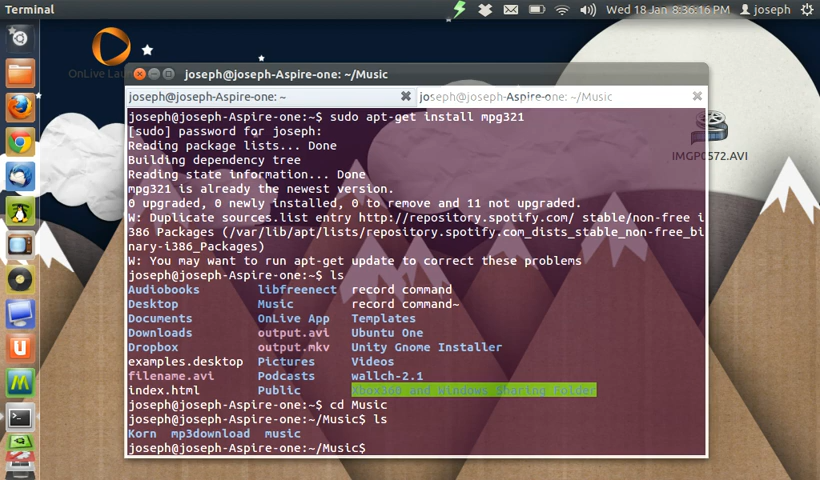 Terminal
Wed 18 Jan 8:36:16 PM joseph
OnLive Lau
joseph@joseph-Aspire-one: ~/Music
joseph@joseph-Aspire-one: ~
joseph@joseph-Aspire-one: ~/Music
IMGP0572.AVI
joseph@joseph-Aspire-one:~$ sudo apt-get install mpg321
[sudo] password for joseph:
Reading package lists... Done
Building dependency tree
Reading state information... Done
mpg321 is already the newest version.
0 upgraded, 0 newly installed, 0 to remove and 11 not upgraded.
W: Duplicate sources.list entry http://repository.spotify.com/ stable/non-free i
386 Packages (/var/lib/apt/lists/repository.spotify.com_dists_stable_non-free_bi
nary-i386_Packages)
W: You may want to run apt-get update to correct these problems
joseph@joseph-Aspire-one:~$ ls
Audiobooks libfreenect record command
Desktop Music record command~
Documents OnLive App Templates
Downloads output.avi Ubuntu One
Dropbox output.mkv Unity Gnome Installer
examples.desktop Pictures Videos
filename.avi Podcasts wallch-2.1
index.html Public Xbox360 and Windows Sharing Folder
joseph@joseph-Aspire-one:~$ cd Music
joseph@joseph-Aspire-one:~/Music$ ls
Korn mp3download music
joseph@joseph-Aspire-one:~/Music$